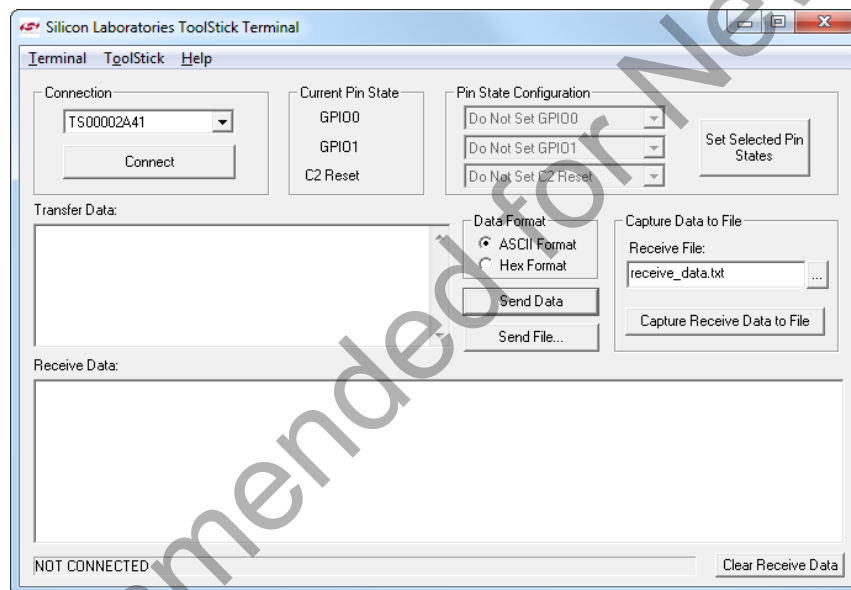 Silicon Laboratories ToolStick Terminal
Terminal ToolStick Help
Connection
TS00002A41
Connect
Current Pin State
GPIO0
GPIO1
C2 Reset
Pin State Configuration
Do Not Set GPIO0
Do Not Set GPIO1
Do Not Set C2 Reset
Set Selected Pin
States
Transfer Data:
Data Format
ASCII Format
Hex Format
Send Data
Send File...
Capture Data to File
Receive File:
receive_data.txt
...
Capture Receive Data to File
Receive Data:
NOT CONNECTED
Clear Receive Data
mended for New